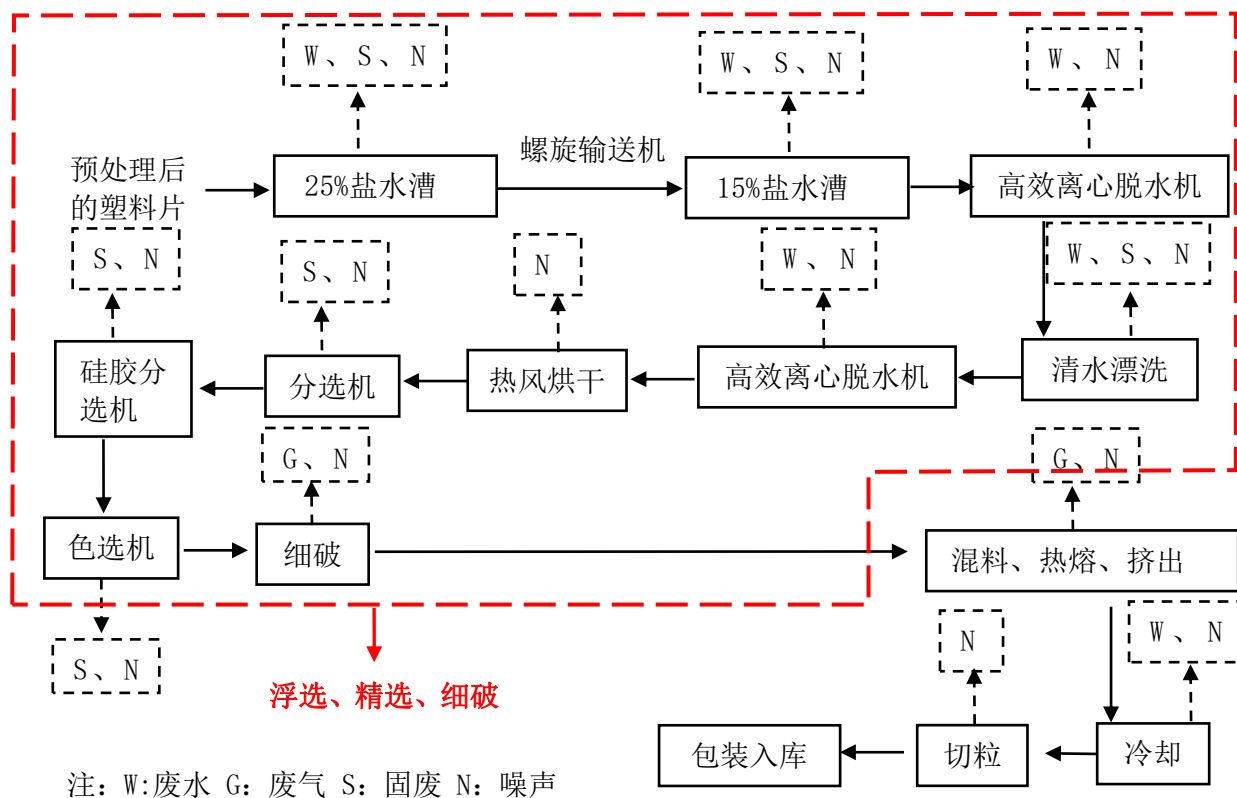 W、S、N
W、S、N
W、N
预处理后
的塑料片
25%盐水槽
螺旋输送机
15%盐水槽
高效离心脱水机
S、N
S、N
N
W、N
W、S、N
硅胶分
选机
分选机
热风烘干
高效离心脱水机
清水漂洗
G、N
G、N
色选机
细破
混料、热熔、挤出
S、N
N
W、N
浮选、精选、细破
包装入库
切粒
冷却
注：W:废水 G：废气 S：固废 N：噪声